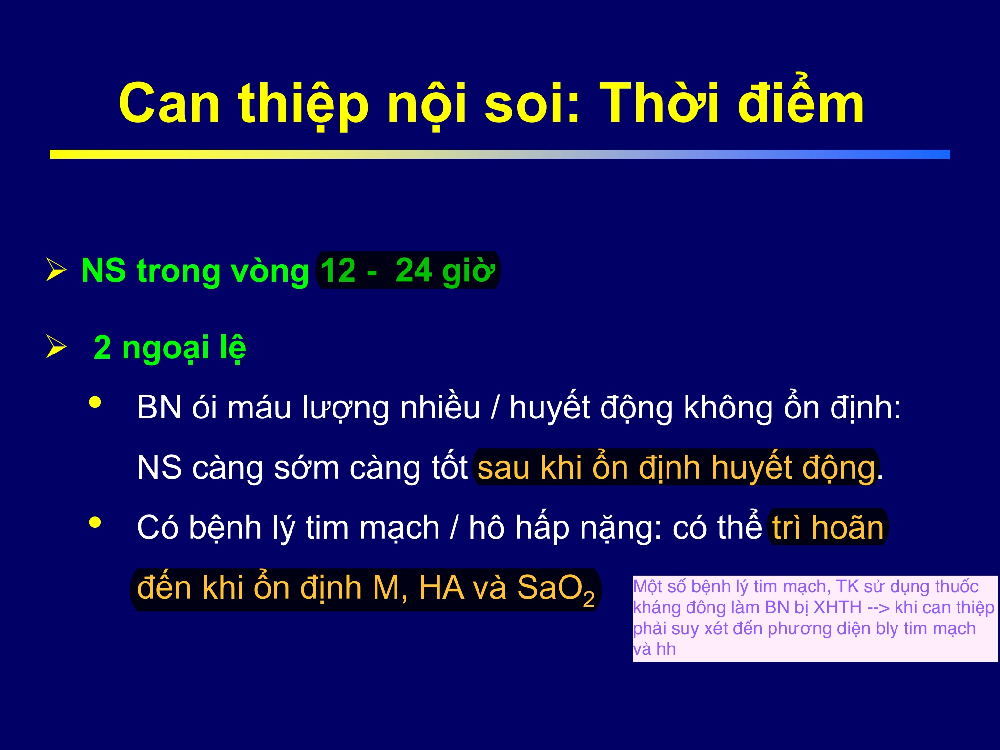 Can thiệp nội soi: Thời điểm
➢ NS trong vòng 12 - 24 giờ
➢ 2 ngoại lệ
• BN ói máu lượng nhiều / huyết động không ổn định:
NS càng sớm càng tốt sau khi ổn định huyết động.
• Có bệnh lý tim mạch / hô hấp nặng: có thể trì hoãn
đến khi ổn định M, HA và SaO₂
Một số bệnh lý tim mạch, TK sử dụng thuốc
kháng đông làm BN bị XHTH --> khi can thiệp
phải suy xét đến phương diện bly tim mạch
và hh